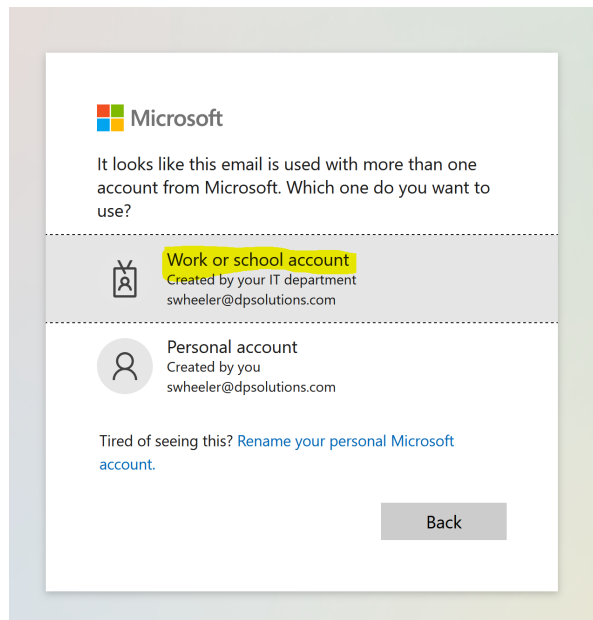 Microsoft
It looks like this email is used with more than one
account from Microsoft. Which one do you want to
use?
Work or school account
Created by your IT department
swheeler@dpsolutions.com
Personal account
Created by you
swheeler@dpsolutions.com
Tired of seeing this? Rename your personal Microsoft
account.
Back